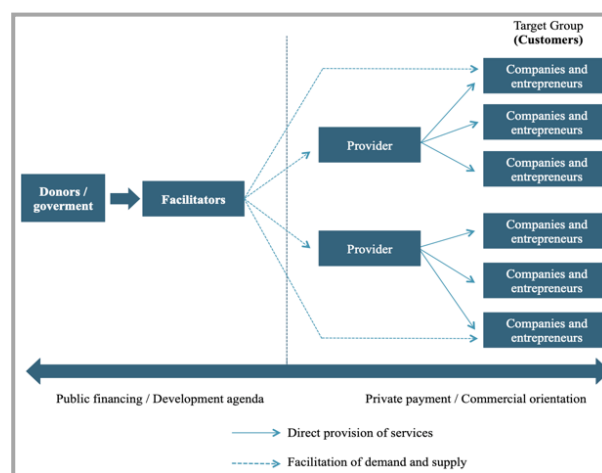 Target Group
(Customers)
Companies and
entrepreneurs
Companies and
entrepreneurs
Provider
Companies and
entrepreneurs
Donors /
goverment
Facilitators
Companies and
entrepreneurs
Provider
Companies and
entrepreneurs
Companies and
entrepreneurs
Public financing / Development agenda
Private payment / Commercial orientation
Direct provision of services
Facilitation of demand and supply